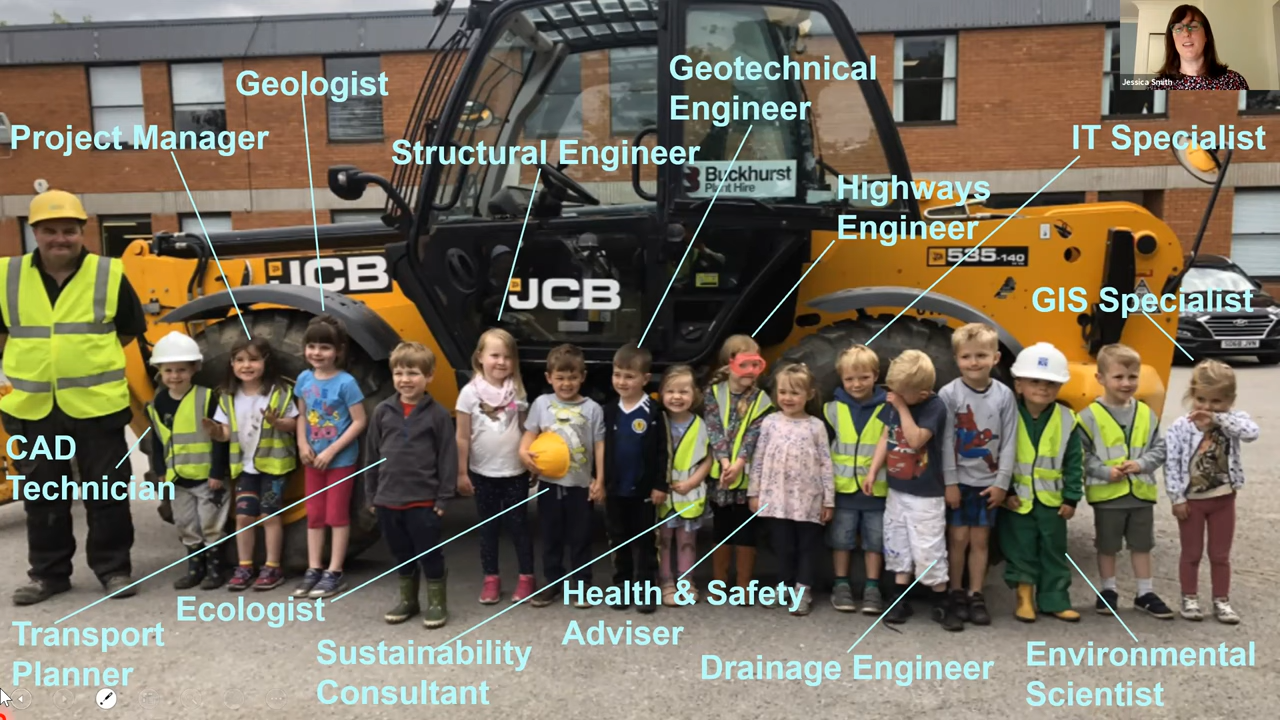 Jessica Smith
Geologist
Geotechnical
Engineer
Project Manager
Structural Engineer
IT Specialist
Buckhurst
Plant Hire
Highways
Engineer
JCB
535-140
JCB
GIS Specialist
CAD
Technician
Ecologist
Health & Safety
Adviser
Transport
Planner
Sustainability
Consultant
Drainage Engineer
Environmental
Scientist